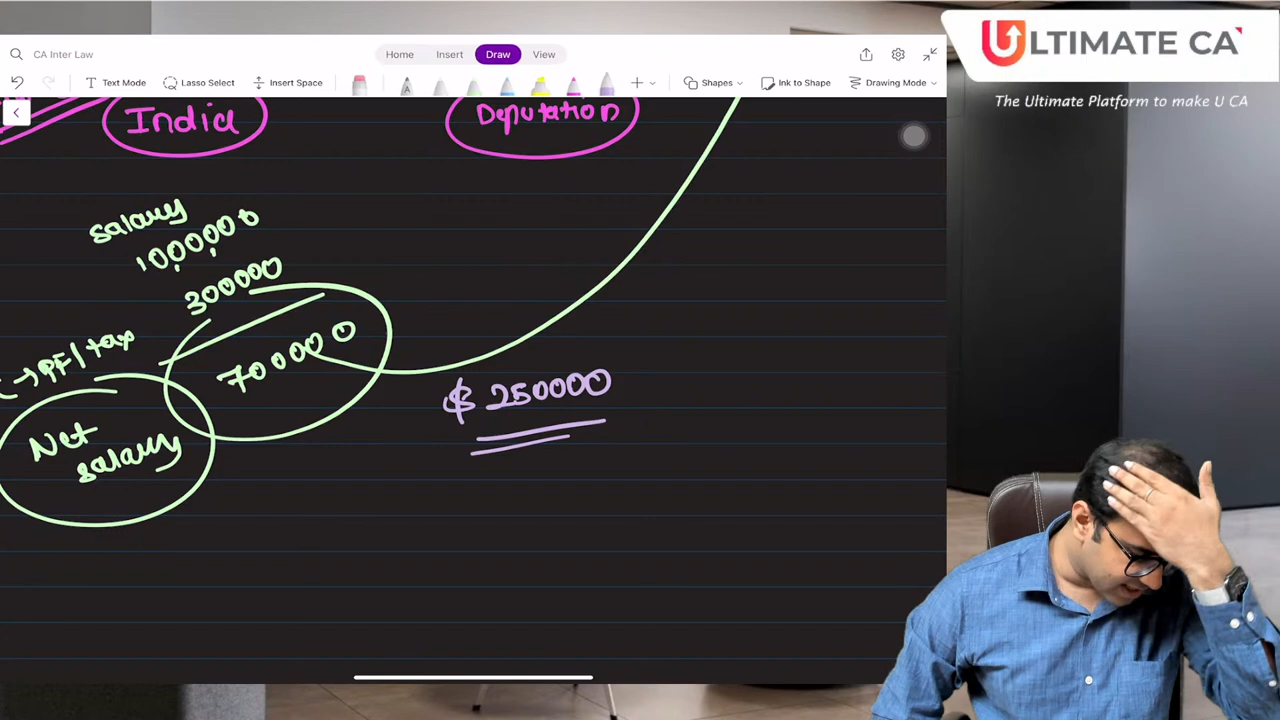 ULTIMATE CA
The Ultimate Platform to make U CA
CA Inter Law
Home Insert Draw View
Text Mode Lasso Select Insert Space Shapes Ink to Shape Drawing Mode
India Deputation
salary
1000000
300000
→ PF/tax
700000
$ 250000
Net
salary